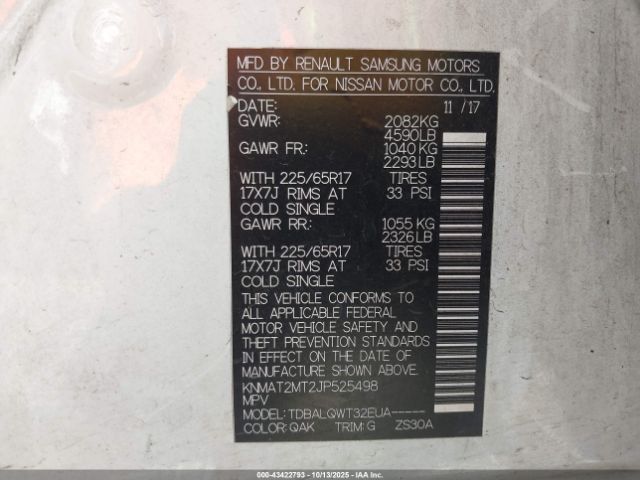 MFD BY RENAULT SAMSUNG MOTORS
CO., LTD. FOR NISSAN MOTOR CO., LTD.
DATE: 11 / 17
GVWR: 2082KG
4590LB
GAWR FR: 1040 KG
2293 LB
WITH 225/65R17 TIRES
17X7J RIMS AT 33 PSI
COLD SINGLE
GAWR RR: 1055 KG
2326LB
WITH 225/65R17 TIRES
17X7J RIMS AT 33 PSI
COLD SINGLE
THIS VEHICLE CONFORMS TO
ALL APPLICABLE FEDERAL
MOTOR VEHICLE SAFETY AND
THEFT PREVENTION STANDARDS
IN EFFECT ON THE DATE OF
MANUFACTURE SHOWN ABOVE.
KNMAT2MT2JP525498
MPV
MODEL: TDBALQWT32EUA-----
COLOR: QAK TRIM: G ZS30A
000-43422793 - 10/13/2025 - IAAI.COM